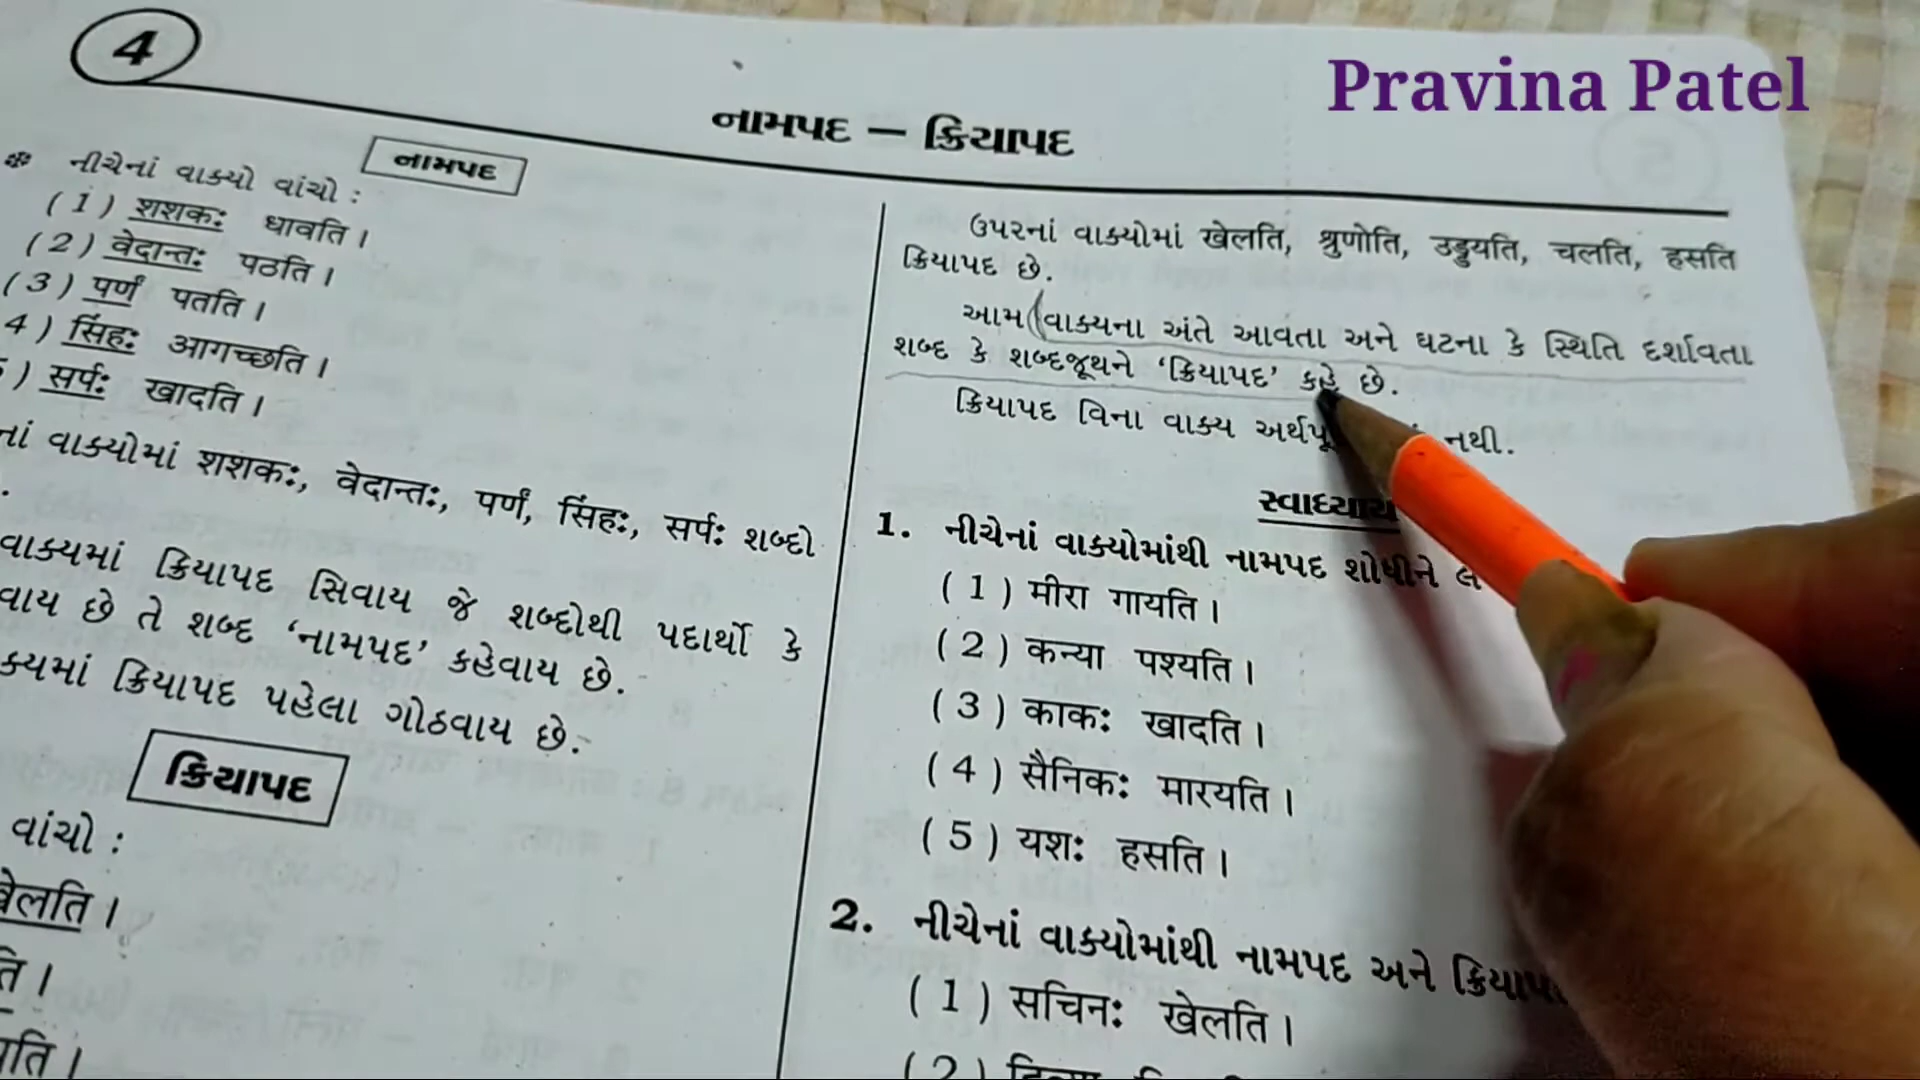 4
Pravina Patel
નામપદ – ક્રિયાપદ
નામપદ
❉ નીચેનાં વાક્યો વાંચો :
( 1 ) शशकः धावति ।
( 2 ) वेदान्तः पठति ।
( 3 ) पर्णं पतति ।
4 ) सिंहः आगच्छति ।
) सर्पः खादति ।
વાક્યોમાં शशकः, वेदान्तः, पर्णं, सिंहः, सर्पः શબ્દો
વાક્યમાં ક્રિયાપદ સિવાય જે શબ્દોથી પદાર્થો કે
છે તે શબ્દ ‘નામપદ’ કહેવાય છે.
ક્રિયાપદ પહેલા ગોઠવાય છે.
ક્રિયાપદ
વાંચો :
खेलति ।
ઉપરનાં વાક્યોમાં खेलति, श्रुणोति, उड्डयति, चलति, हसति
ક્રિયાપદ છે.
આમ વાક્યના અંતે આવતા અને ઘટના કે સ્થિતિ દર્શાવતા
શબ્દ કે શબ્દજૂથને ‘ક્રિયાપદ’ કહે છે.
ક્રિયાપદ વિના વાક્ય નથી.
સ્વાધ્યાય
1. નીચેનાં વાક્યોમાંથી નામપદ શોધીને
( 1 ) मीरा गायति ।
( 2 ) कन्या पश्यति ।
( 3 ) काकः खादति ।
( 4 ) सैनिकः मारयति ।
( 5 ) यशः हसति ।
2. નીચેનાં વાક્યોમાંથી નામપદ અને
( 1 ) सचिनः खेलति ।
( 2 )